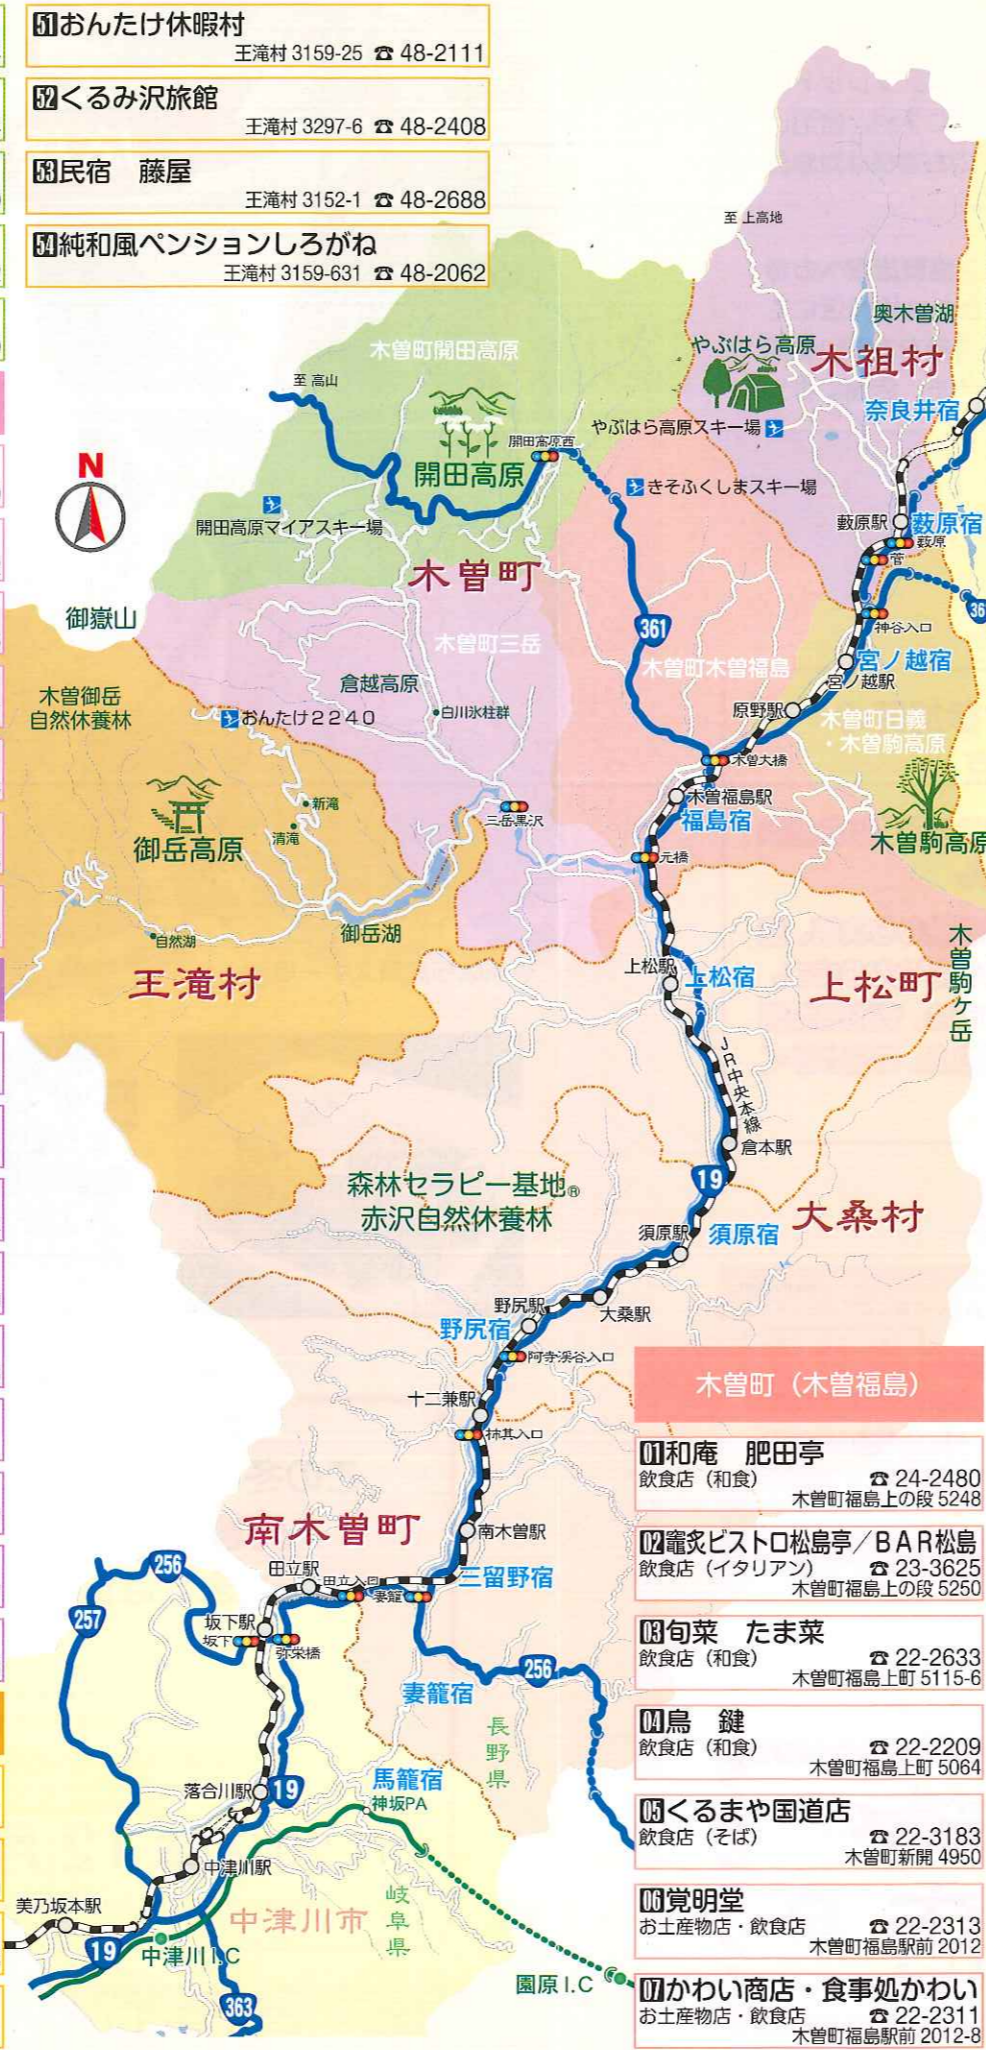 51おんたけ休暇村
王滝村 3159-25 ☎ 48-2111
52くるみ沢旅館
王滝村 3297-6 ☎ 48-2408
53民宿　藤屋
王滝村 3152-1 ☎ 48-2688
54純和風ペンションしろがね
王滝村 3159-631 ☎ 48-2062
至 上高地
奥木曽湖
やぶはら高原
木祖村
木曽町開田高原
至 高山
奈良井宿
やぶはら高原スキー場
開田高原西
開田高原
きそふくしまスキー場
N
開田高原マイアスキー場
藪原駅
藪原宿
藪原
菅
木曽町
御嶽山
361
361
神谷入口
木曽町三岳
木曽町木曽福島
宮ノ越宿
宮ノ越駅
倉越高原
木曽御岳
自然休養林
おんたけ2240
白川氷柱群
原野駅
木曽町日義
・木曽駒高原
木曽大橋
新滝
清滝
三岳黒沢
木曽福島駅
福島宿
御岳高原
木曽駒高原
元橋
自然湖
御岳湖
木曽駒ヶ岳
王滝村
上松駅
上松宿
上松町
JR中央本線
倉本駅
19
森林セラピー基地®
赤沢自然休養林
大桑村
須原駅
須原宿
野尻駅
大桑駅
野尻宿
阿寺渓谷入口
十二兼駅
柿其入口
南木曽町
南木曽駅
田立駅
田立入口
三留野宿
妻籠
256
257
坂下駅
坂下
弥栄橋
256
妻籠宿
長野県
馬籠宿
神坂PA
落合川駅
19
中津川駅
美乃坂本駅
中津川市
岐阜県
19
中津川I.C
園原I.C
363
木曽町（木曽福島）
01和庵　肥田亭
飲食店（和食） ☎ 24-2480
木曽町福島上の段 5248
02竈炙ビストロ松島亭／BAR松島
飲食店（イタリアン） ☎ 23-3625
木曽町福島上の段 5250
03旬菜　たま菜
飲食店（和食） ☎ 22-2633
木曽町福島上町 5115-6
04鳥　鍵
飲食店（和食） ☎ 22-2209
木曽町福島上町 5064
05くるまや国道店
飲食店（そば） ☎ 22-3183
木曽町新開 4950
06覚明堂
お土産物店・飲食店 ☎ 22-2313
木曽町福島駅前 2012
07かわい商店・食事処かわい
お土産物店・飲食店 ☎ 22-2311
木曽町福島駅前 2012-8